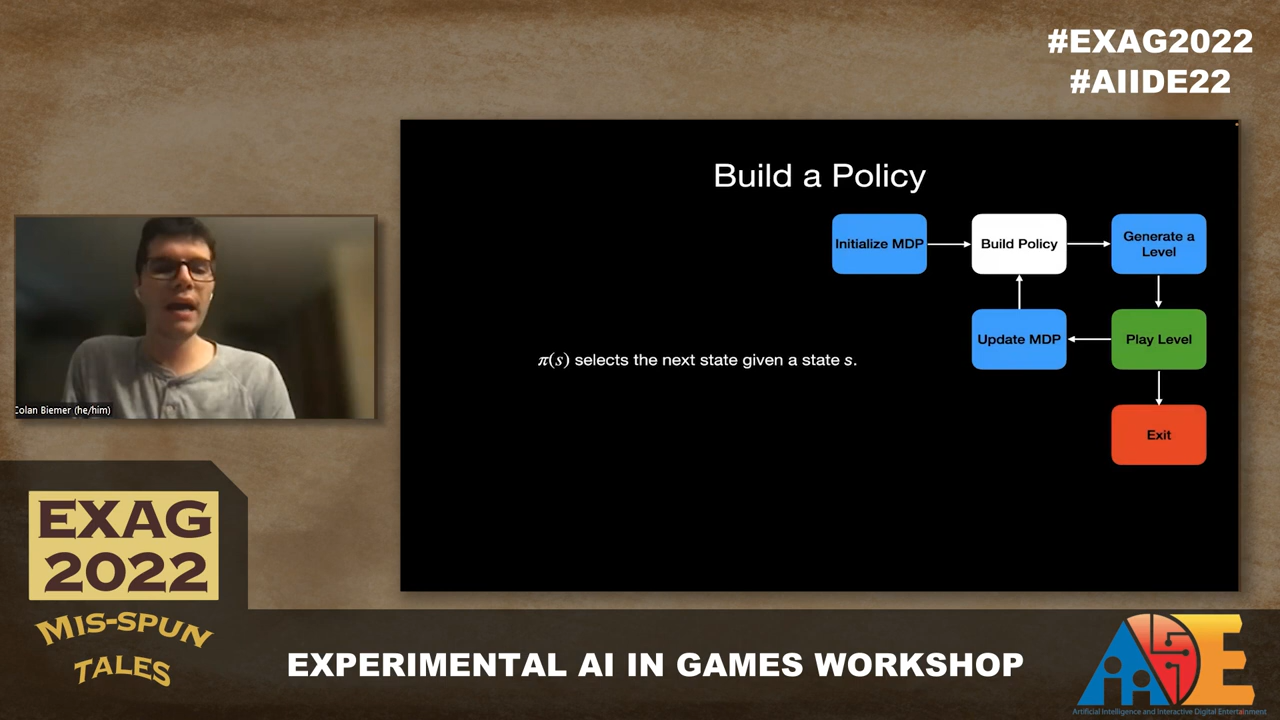 #EXAG2022
#AIIDE22
Build a Policy
Initialize MDP
Build Policy
Generate a
Level
Update MDP
Play Level
π(s) selects the next state given a state s.
Exit
Colan Biemer (he/him)
EXAG
2022
MIS-SPUN
TALES
EXPERIMENTAL AI IN GAMES WORKSHOP
AIIDE
Artificial Intelligence and Interactive Digital Entertainment